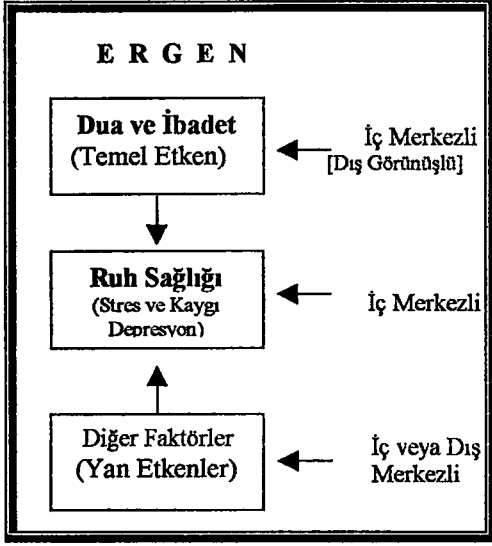 E R G E N
Dua ve İbadet
(Temel Etken)
İç Merkezli
[Dış Görünüşlü]
Ruh Sağlığı
(Stres ve Kaygı
Depresyon)
İç Merkezli
Diğer Faktörler
(Yan Etkenler)
İç veya Dış
Merkezli